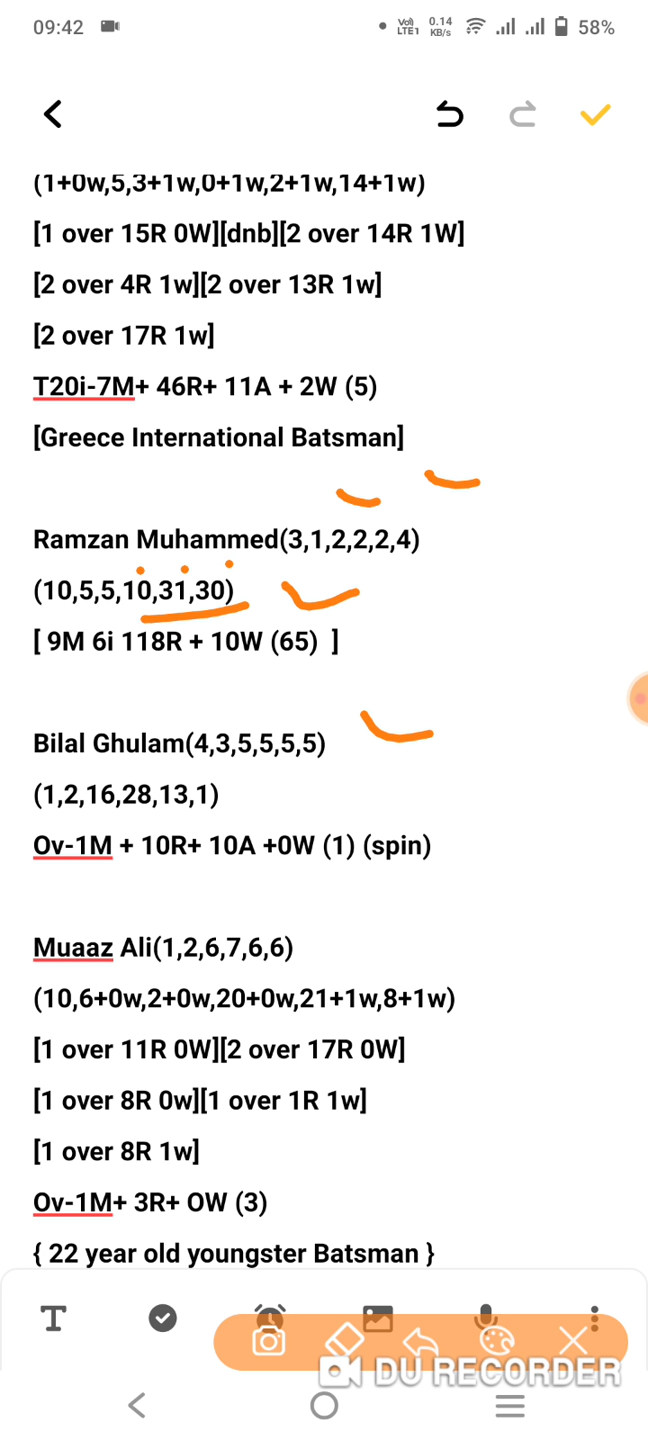 09:42 Vo) LTE1 0.14 KB/s 58%
(1+0w,5,3+1w,0+1w,2+1w,14+1w)
[1 over 15R 0W][dnb][2 over 14R 1W]
[2 over 4R 1w][2 over 13R 1w]
[2 over 17R 1w]
T20i-7M+ 46R+ 11A + 2W (5)
[Greece International Batsman]
Ramzan Muhammed(3,1,2,2,2,4)
(10,5,5,10,31,30)
[ 9M 6i 118R + 10W (65) ]
Bilal Ghulam(4,3,5,5,5,5)
(1,2,16,28,13,1)
Ov-1M + 10R+ 10A +0W (1) (spin)
Muaaz Ali(1,2,6,7,6,6)
(10,6+0w,2+0w,20+0w,21+1w,8+1w)
[1 over 11R 0W][2 over 17R 0W]
[1 over 8R 0w][1 over 1R 1w]
[1 over 8R 1w]
Ov-1M+ 3R+ OW (3)
{ 22 year old youngster Batsman }
T
DU RECORDER